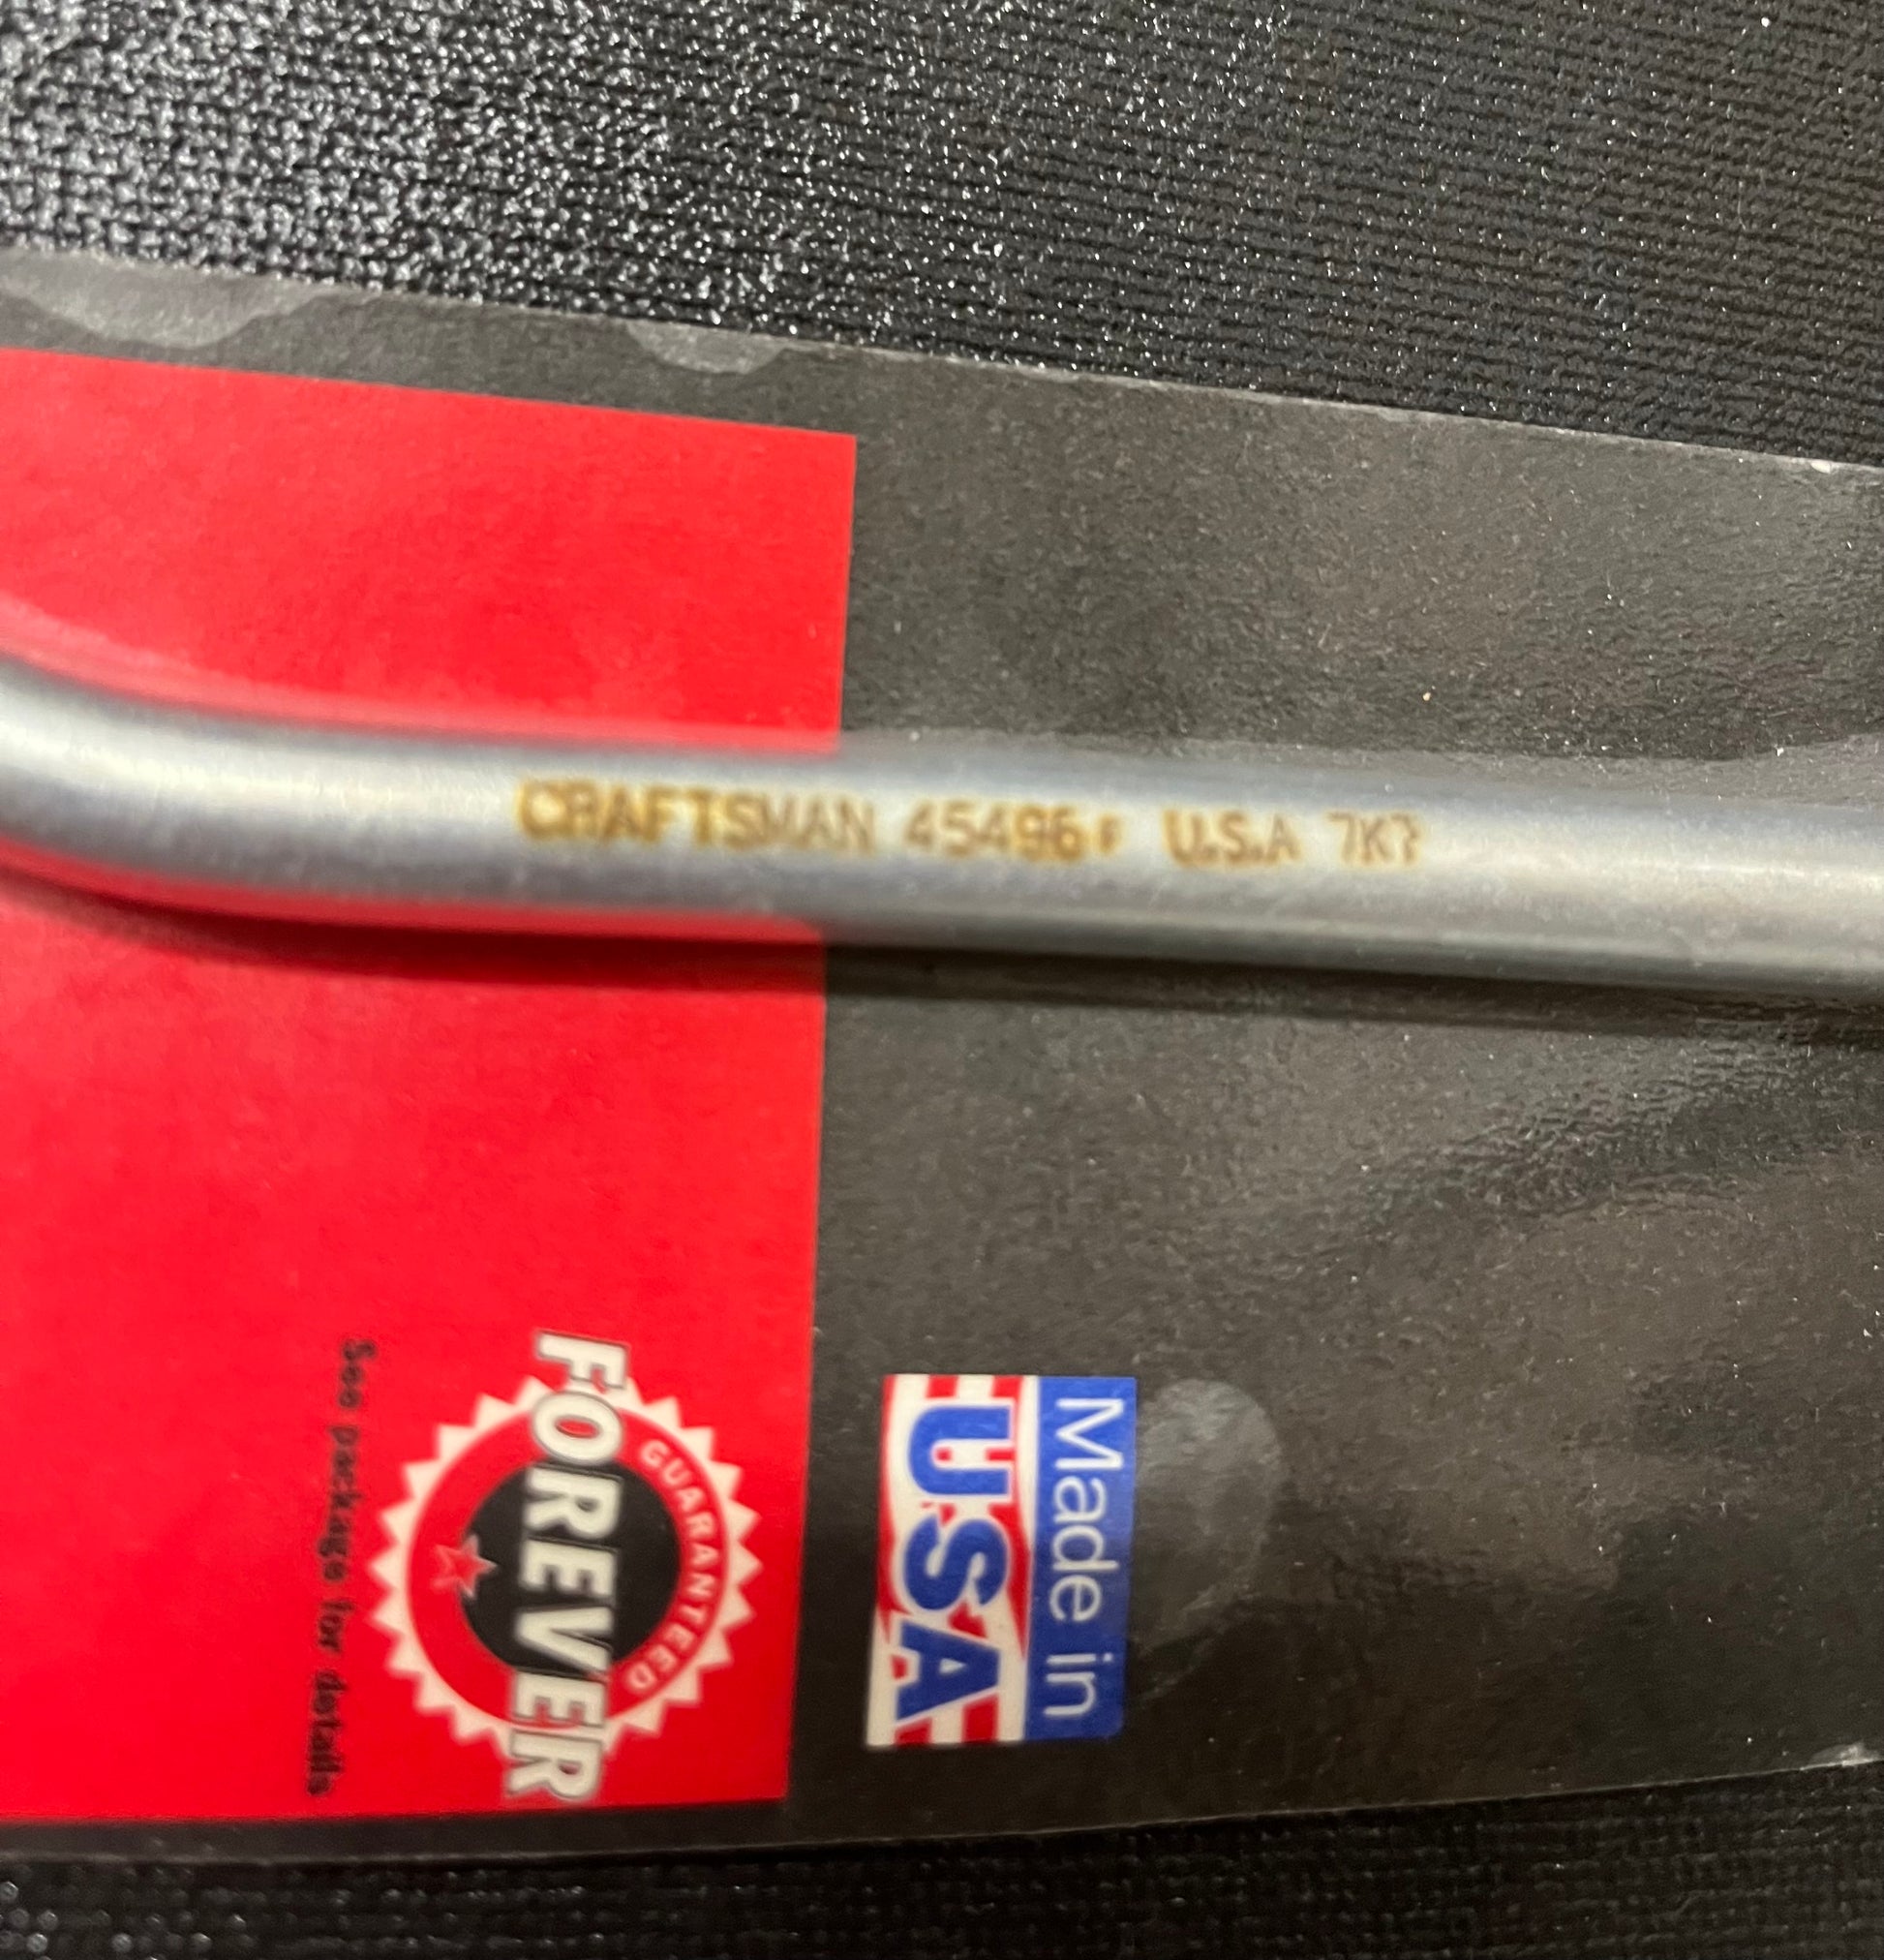 CRAFTSMAN 45496 U.S.A
Made in
USA
GUARANTEED
FOREVER
See package for details